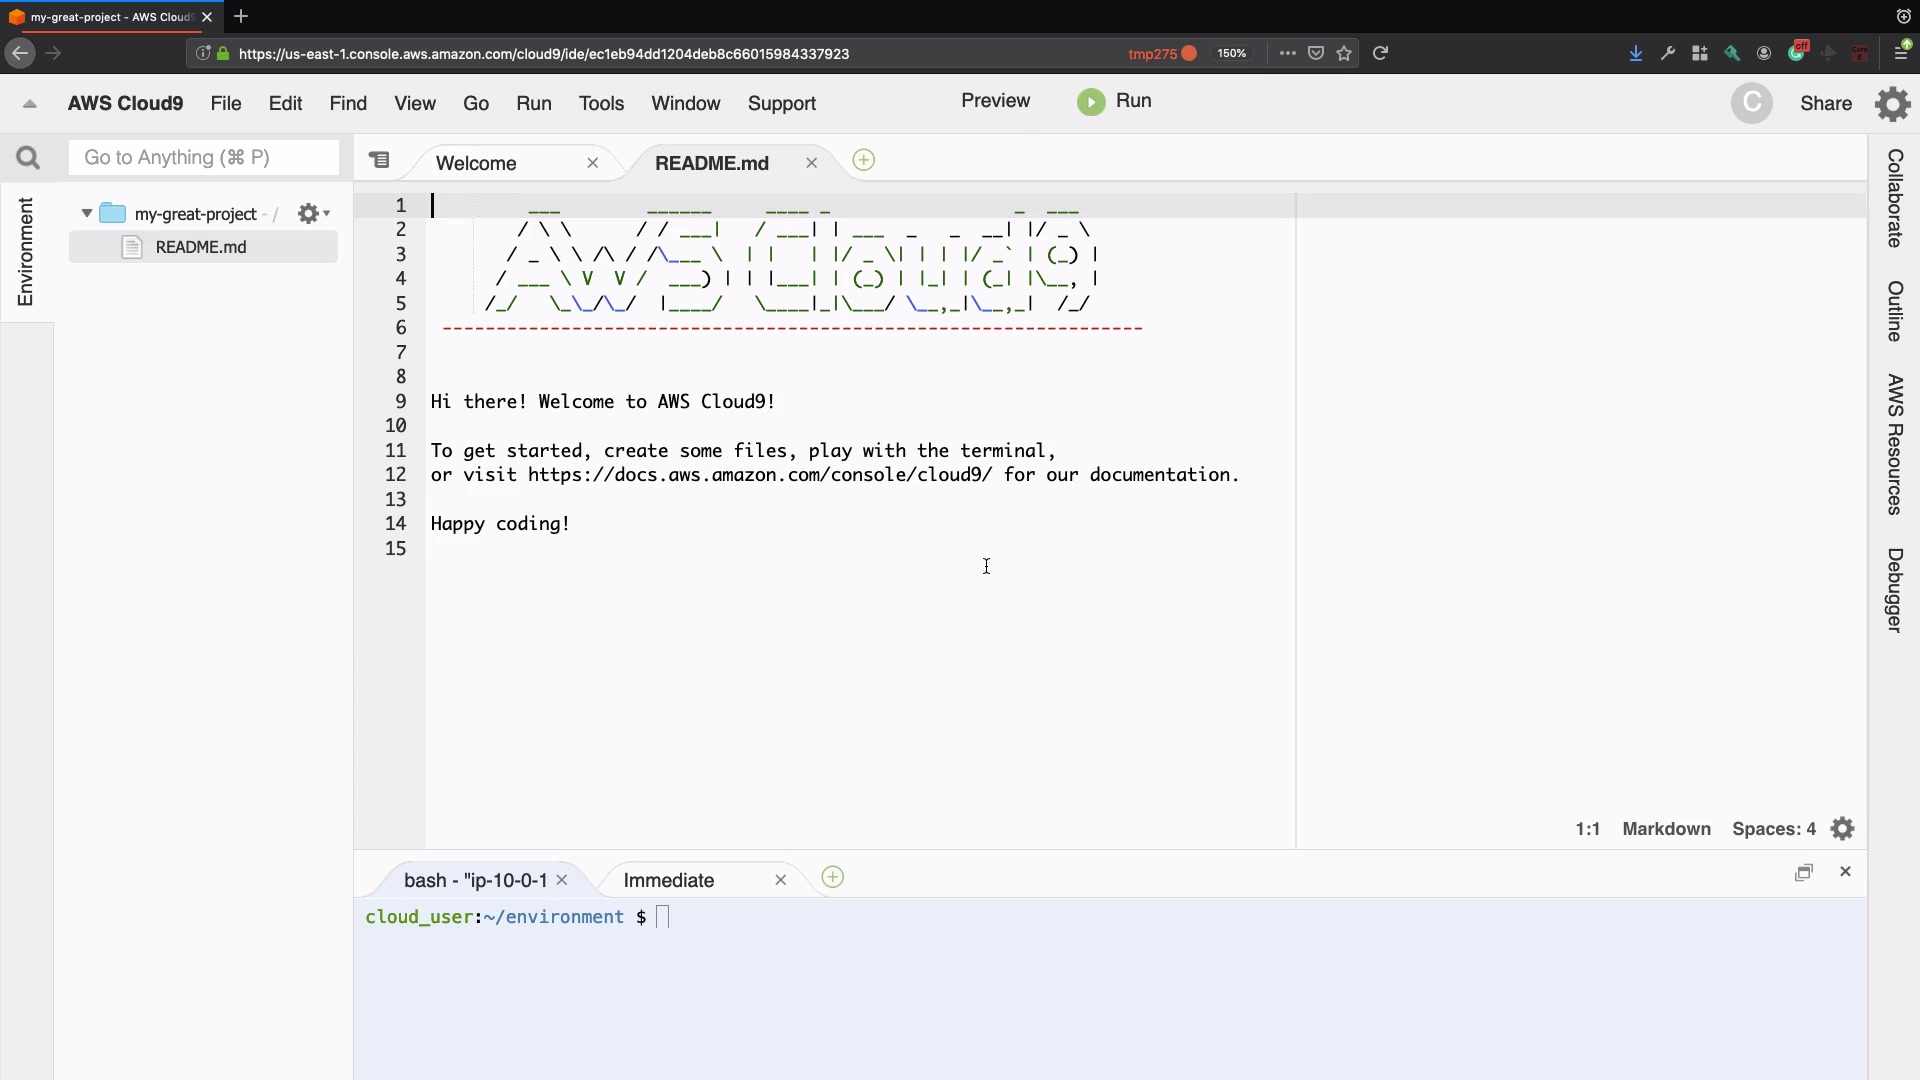 my-great-project - AWS Cloud
https://us-east-1.console.aws.amazon.com/cloud9/ide/ec1eb94dd1204deb8c66015984337923
tmp275
150%
off
AWS Cloud9 File Edit Find View Go Run Tools Window Support Preview Run C Share
Go to Anything (⌘ P)
Welcome
README.md
Environment
my-great-project - /
README.md
1
2
3
4
5
6
7
8
9 Hi there! Welcome to AWS Cloud9!
10
11 To get started, create some files, play with the terminal,
12 or visit https://docs.aws.amazon.com/console/cloud9/ for our documentation.
13
14 Happy coding!
15
Collaborate
Outline
AWS Resources
Debugger
1:1 Markdown Spaces: 4
bash - "ip-10-0-1
Immediate
cloud_user:~/environment $